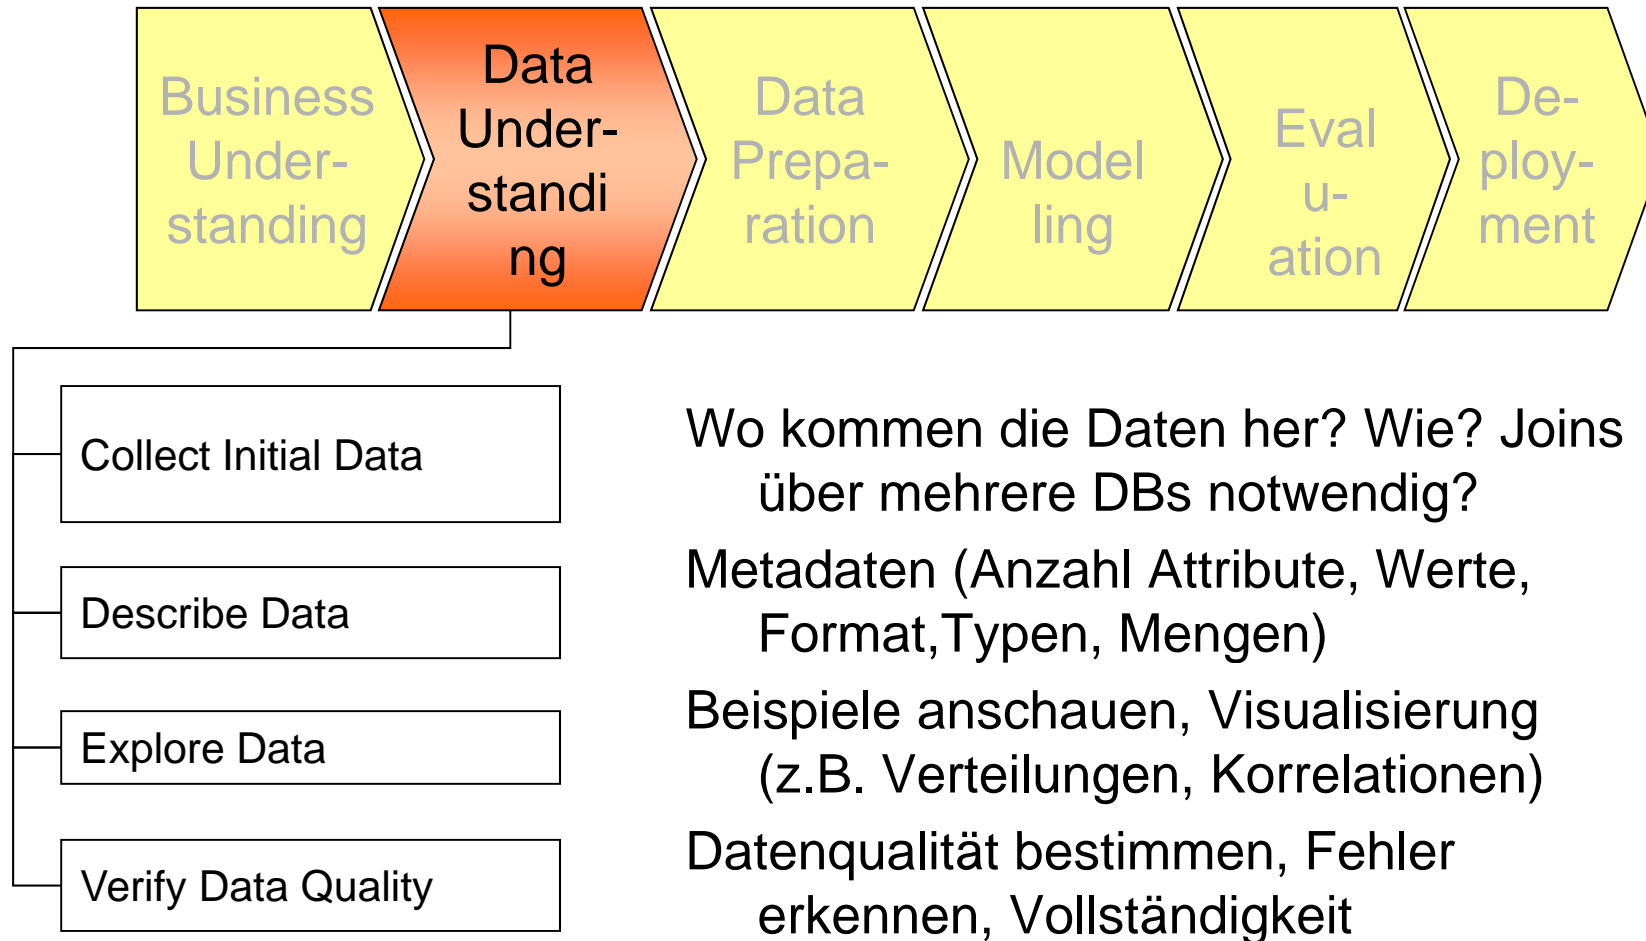 Business
Under-
standing
Data
Under-
standi
ng
Data
Prepa-
ration
Model
ling
Eval
u-
ation
De-
ploy-
ment
Collect Initial Data
Wo kommen die Daten her? Wie? Joins
über mehrere DBs notwendig?
Describe Data
Metadaten (Anzahl Attribute, Werte,
Format,Typen, Mengen)
Explore Data
Beispiele anschauen, Visualisierung
(z.B. Verteilungen, Korrelationen)
Verify Data Quality
Datenqualität bestimmen, Fehler
erkennen, Vollständigkeit